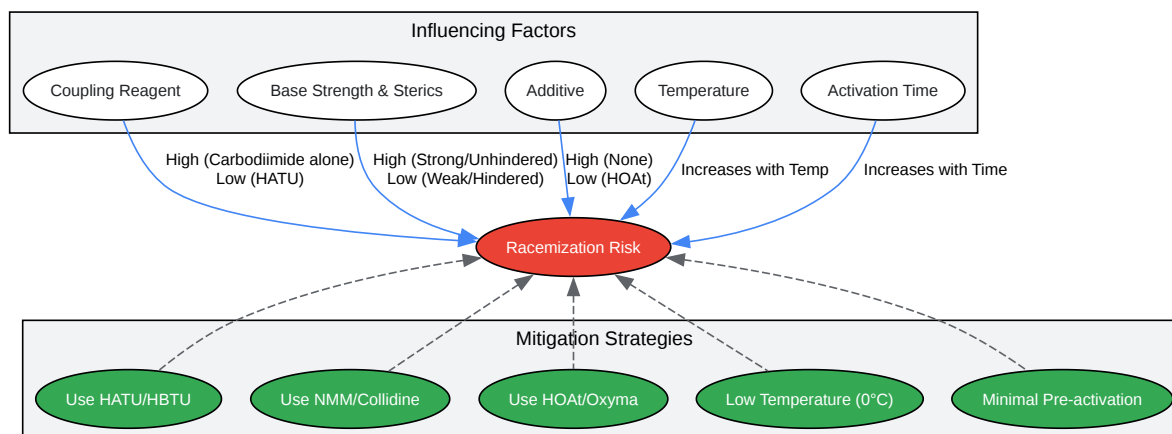 Influencing Factors
Coupling Reagent
Base Strength & Sterics
Additive
Temperature
Activation Time
High (Carbodiimide alone)
Low (HATU)
High (Strong/Unhindered)
Low (Weak/Hindered)
High (None)
Low (HOAt)
Increases with Temp
Increases with Time
Racemization Risk
Mitigation Strategies
Use HATU/HBTU
Use NMM/Collidine
Use HOAt/Oxyma
Low Temperature (0°C)
Minimal Pre-activation